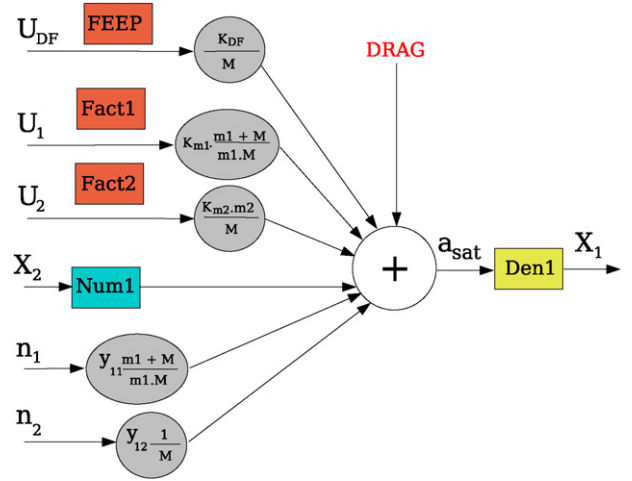 U_DF FEEP K_DF / M
DRAG
U_1 Fact1 K_m1. m1 + M / m1.M
U_2 Fact2 K_m2.m2 / M
X_2 Num1 + a_sat Den1 X_1
n_1 y_11 m1 + M / m1.M
n_2 y_12 1 / M